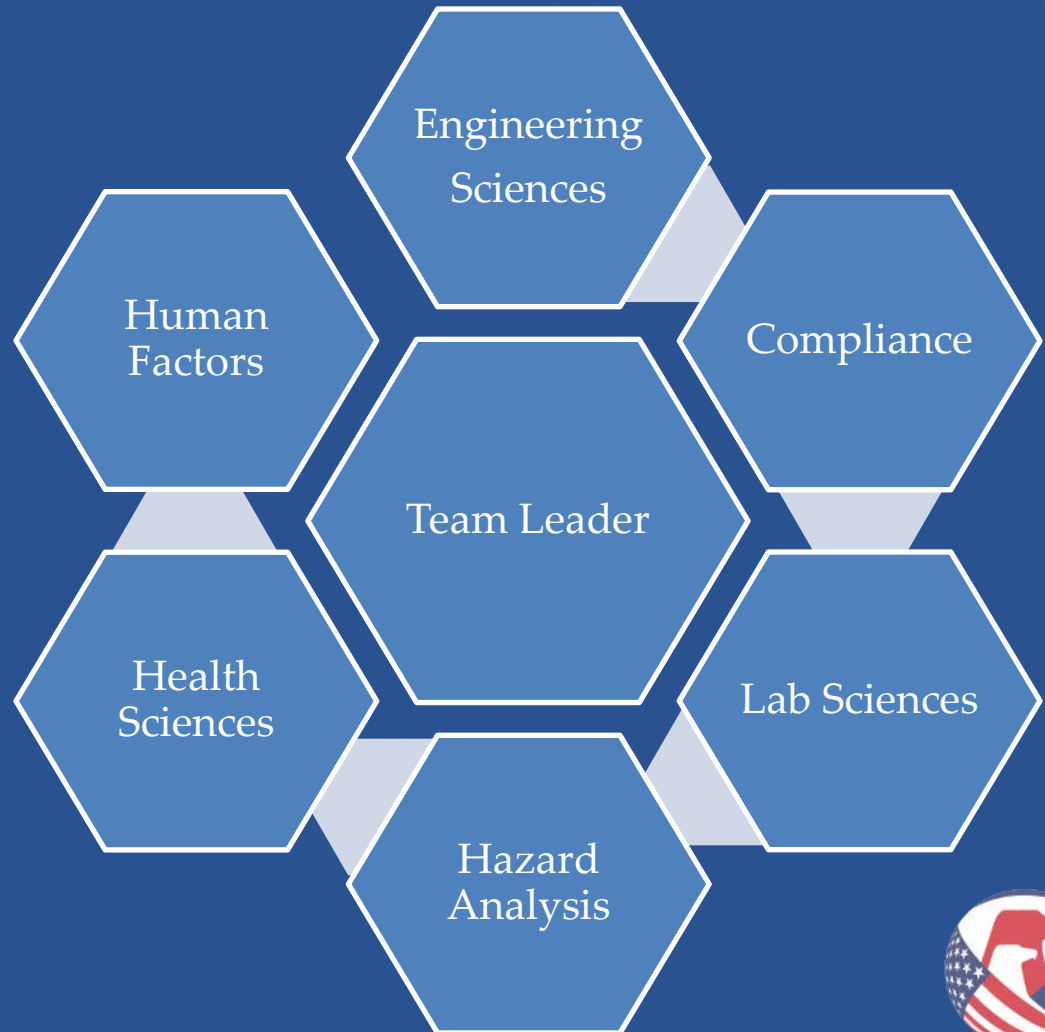 Engineering
Sciences
Human
Factors
Compliance
Team Leader
Health
Sciences
Lab Sciences
Hazard
Analysis